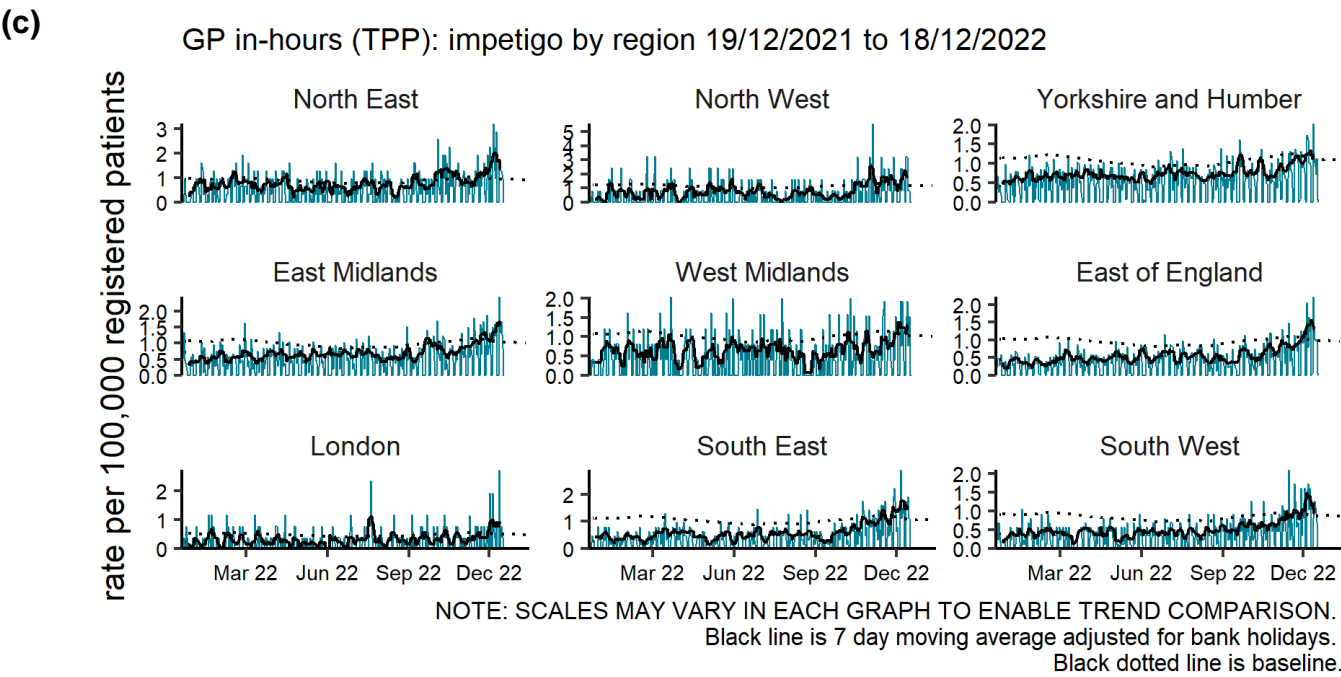 (c)
GP in-hours (TPP): impetigo by region 19/12/2021 to 18/12/2022
rate per 100,000 registered patients
North East
3
2
1
0
North West
5
4
3
2
1
0
Yorkshire and Humber
2.0
1.5
1.0
0.5
0.0
East Midlands
2.0
1.5
1.0
0.5
0.0
West Midlands
2.0
1.5
1.0
0.5
0.0
East of England
2.0
1.5
1.0
0.5
0.0
London
2
1
0
Mar 22 Jun 22 Sep 22 Dec 22
South East
2
1
0
Mar 22 Jun 22 Sep 22 Dec 22
South West
2.0
1.5
1.0
0.5
0.0
Mar 22 Jun 22 Sep 22 Dec 22
NOTE: SCALES MAY VARY IN EACH GRAPH TO ENABLE TREND COMPARISON.
Black line is 7 day moving average adjusted for bank holidays.
Black dotted line is baseline.